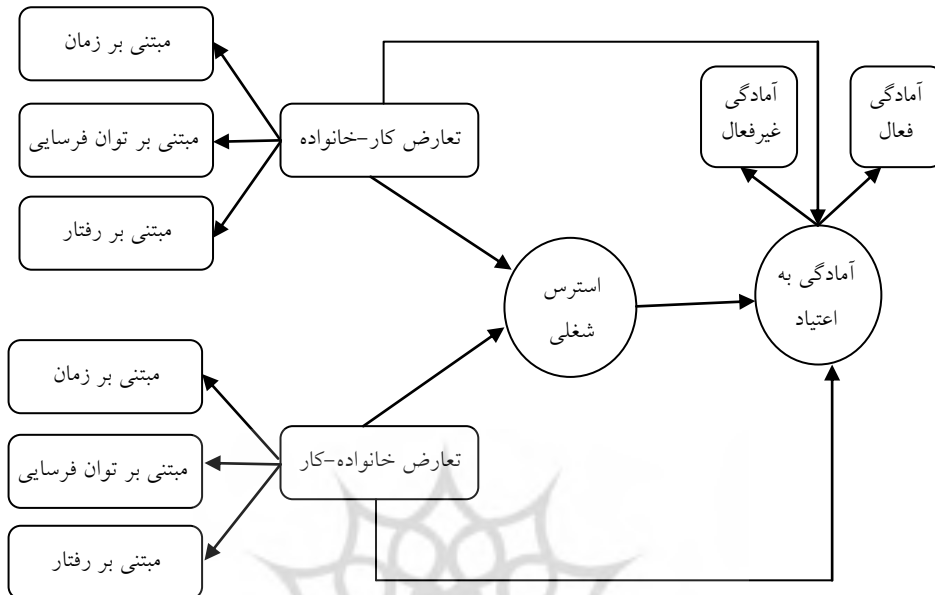 مبتنی بر زمان
مبتنی بر توان فرسایی
مبتنی بر رفتار
تعارض کار-خانواده
آمادگی
فعال
آمادگی
غیرفعال
استرس
شغلی
آمادگی به
اعتیاد
مبتنی بر زمان
مبتنی بر توان فرسایی
مبتنی بر رفتار
تعارض خانواده-کار